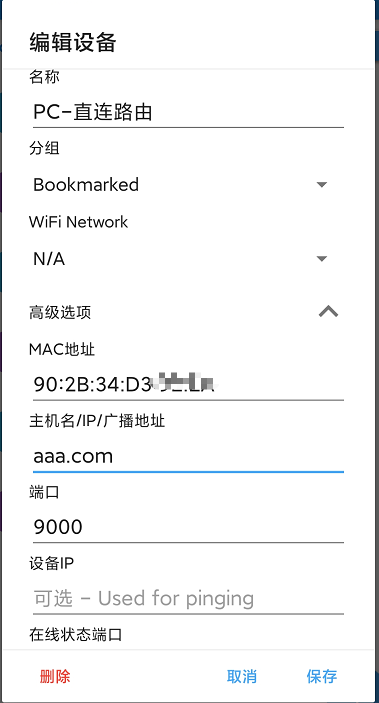 编辑设备
名称
PC-直连路由
分组
Bookmarked
WiFi Network
N/A
高级选项
MAC地址
90:2B:34:D3
主机名/IP/广播地址
aaa.com
端口
9000
设备IP
可选 - Used for pinging
在线状态端口
删除 取消 保存